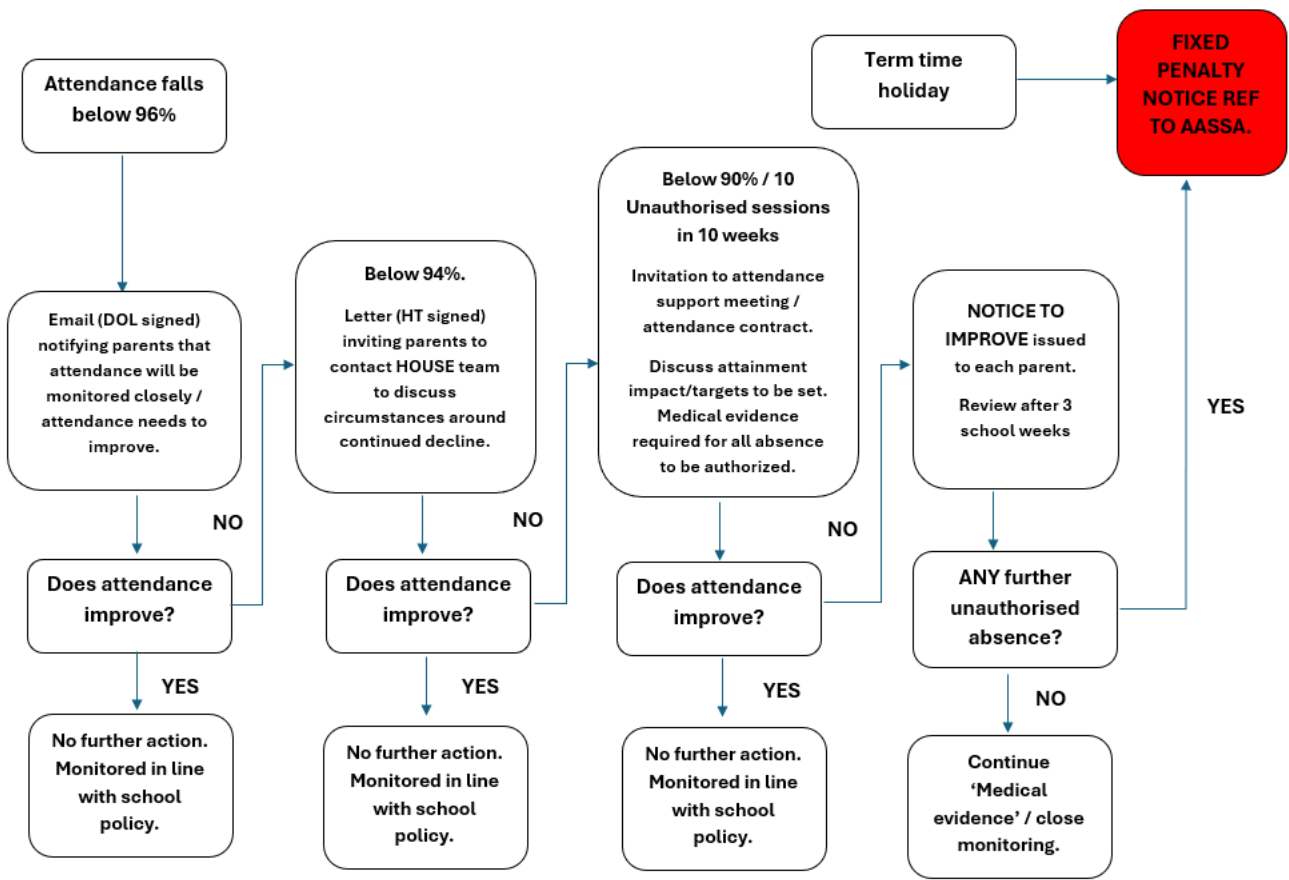 Attendance falls
below 96%
Term time
holiday
FIXED
PENALTY
NOTICE REF
TO AASSA.
Email (DOL signed)
notifying parents that
attendance will be
monitored closely /
attendance needs to
improve.
Below 94%.
Letter (HT signed)
inviting parents to
contact HOUSE team
to discuss
circumstances around
continued decline.
Below 90% / 10
Unauthorised sessions
in 10 weeks
Invitation to attendance
support meeting /
attendance contract.
Discuss attainment
impact/targets to be set.
Medical evidence
required for all absence
to be authorized.
NOTICE TO
IMPROVE issued
to each parent.
Review after 3
school weeks
YES
NO
NO
NO
Does attendance
improve?
Does attendance
improve?
Does attendance
improve?
ANY further
unauthorised
absence?
YES
YES
YES
NO
No further action.
Monitored in line
with school
policy.
No further action.
Monitored in line
with school
policy.
No further action.
Monitored in line
with school
policy.
Continue
‘Medical
evidence’ / close
monitoring.